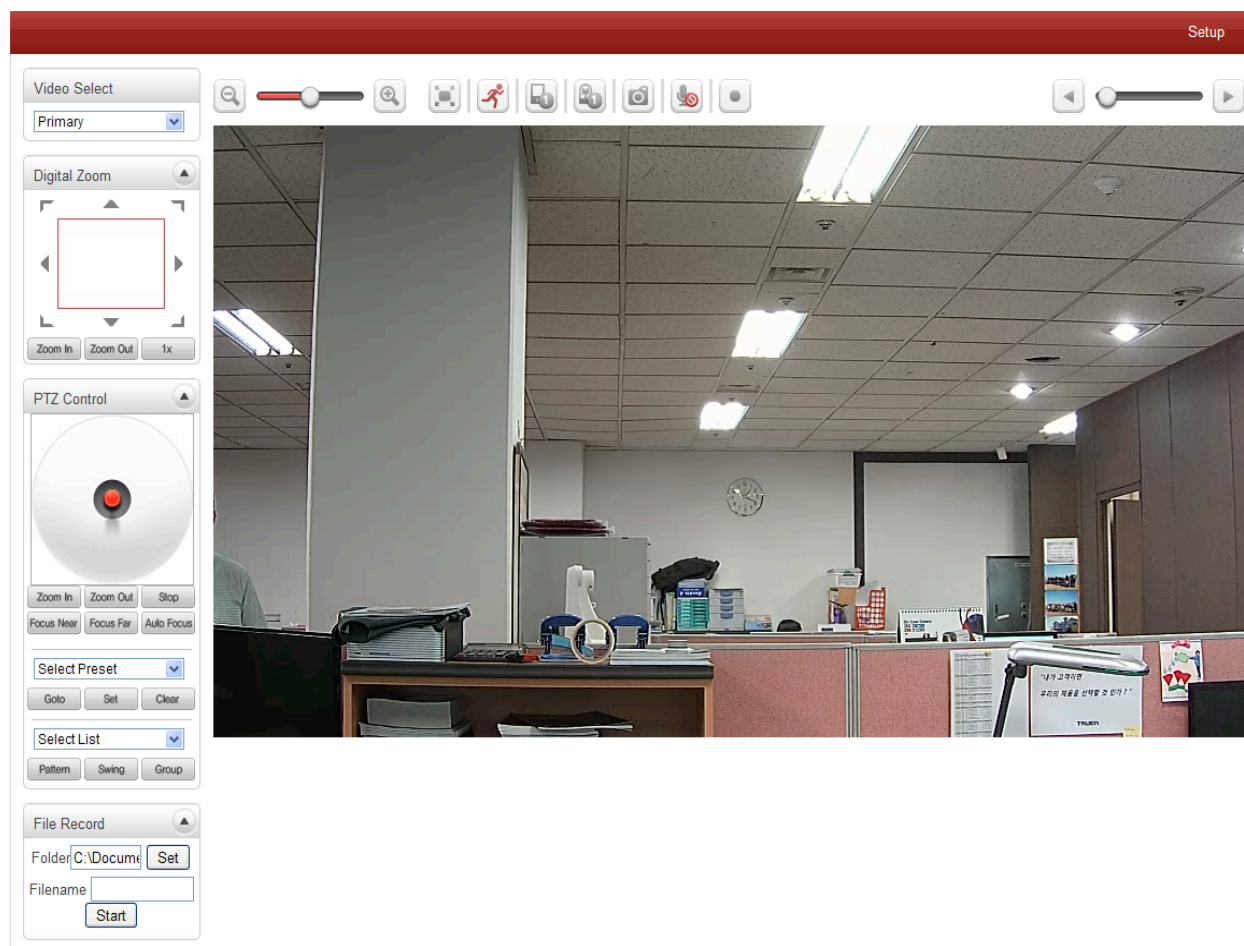 Setup
Video Select
Primary
Digital Zoom
Zoom In
Zoom Out
1x
PTZ Control
Zoom In
Zoom Out
Stop
Focus Near
Focus Far
Auto Focus
Select Preset
Goto
Set
Clear
Select List
Pattern
Swing
Group
File Record
Folder
C:\Docume
Set
Filename
Start
1
1
"내가 고객이면
우리의 제품을 선택할 것 인가 ? "
TRUEN